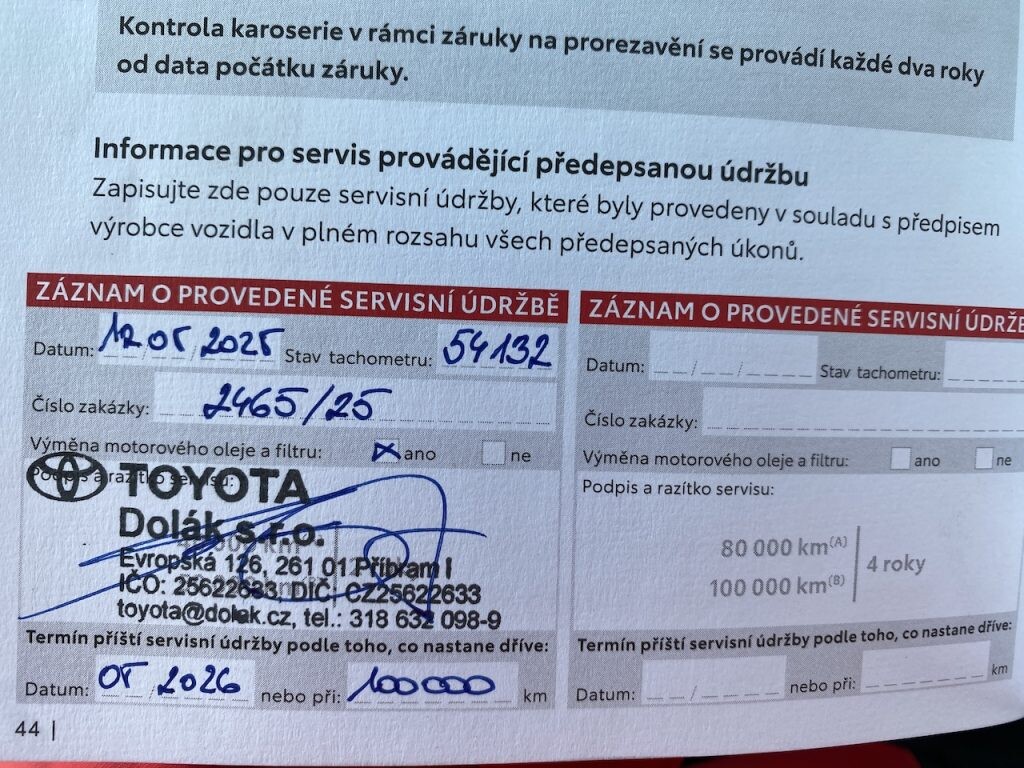 Kontrola karoserie v rámci záruky na prorezavění se provádí každé dva roky
od data počátku záruky.
Informace pro servis provádějící předepsanou údržbu
Zapisujte zde pouze servisní údržby, které byly provedeny v souladu s předpisem
výrobce vozidla v plném rozsahu všech předepsaných úkonů.
ZÁZNAM O PROVEDENÉ SERVISNÍ ÚDRŽBĚ
Datum: 12 05 2025 Stav tachometru: 54132
Číslo zakázky: 2465/25
Výměna motorového oleje a filtru: ano ne
Podpis a razítko servisu:
TOYOTA
Dolák s.r.o.
Evropská 126, 261 01 Příbram I
IČO: 25622633, DIČ: CZ25622633
toyota@dolak.cz, tel.: 318 632 098-9
Termín příští servisní údržby podle toho, co nastane dříve:
Datum: 05 2026 nebo při: 100000 km
44 |
ZÁZNAM O PROVEDENÉ SERVISNÍ ÚDRŽB
Datum: Stav tachometru:
Číslo zakázky:
Výměna motorového oleje a filtru: ano ne
Podpis a razítko servisu:
80 000 km(A)
100 000 km(B)
4 roky
Termín příští servisní údržby podle toho, co nastane dříve:
Datum: nebo při: km